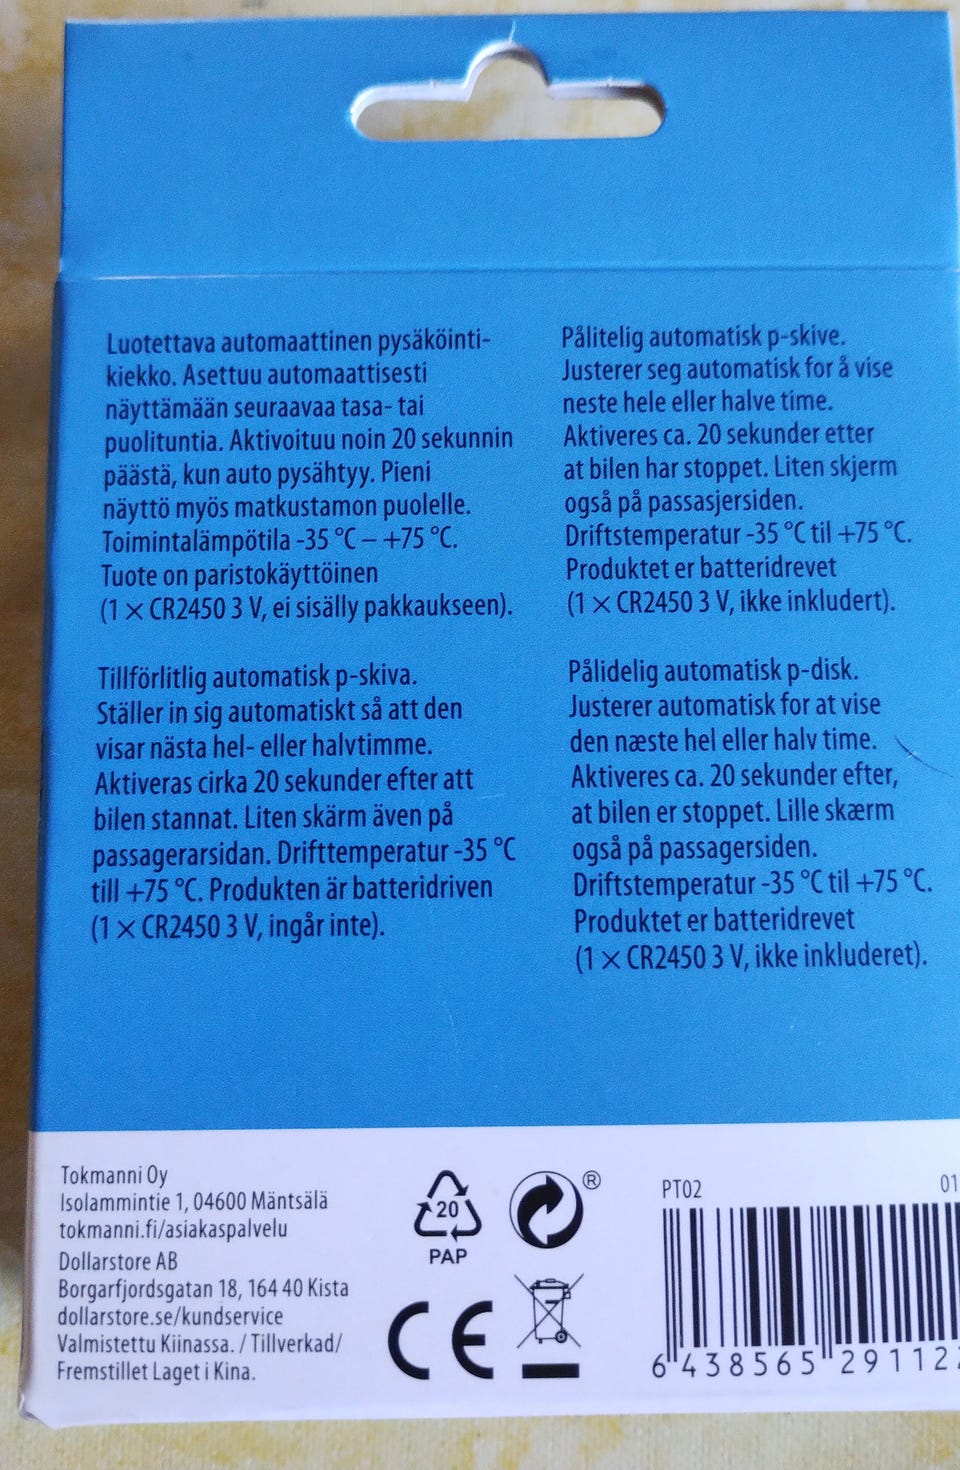 Luotettava automaattinen pysäköinti-
kiekko. Asettuu automaattisesti
näyttämään seuraavaa tasa- tai
puolituntia. Aktivoituu noin 20 sekunnin
päästä, kun auto pysähtyy. Pieni
näyttö myös matkustamon puolelle.
Toimintalämpötila -35 °C – +75 °C.
Tuote on paristokäyttöinen
(1 × CR2450 3 V, ei sisälly pakkaukseen).
Pålitelig automatisk p-skive.
Justerer seg automatisk for å vise
neste hele eller halve time.
Aktiveres ca. 20 sekunder etter
at bilen har stoppet. Liten skjerm
også på passasjersiden.
Driftstemperatur -35 °C til +75 °C.
Produktet er batteridrevet
(1 × CR2450 3 V, ikke inkludert).
Tillförlitlig automatisk p-skiva.
Ställer in sig automatiskt så att den
visar nästa hel- eller halvtimme.
Aktiveras cirka 20 sekunder efter att
bilen stannat. Liten skärm även på
passagerarsidan. Drifttemperatur -35 °C
till +75 °C. Produkten är batteridriven
(1 × CR2450 3 V, ingår inte).
Pålidelig automatisk p-disk.
Justerer automatisk for at vise
den næste hel eller halv time.
Aktiveres ca. 20 sekunder efter,
at bilen er stoppet. Lille skærm
også på passagersiden.
Driftstemperatur -35 °C til +75 °C.
Produktet er batteridrevet
(1 × CR2450 3 V, ikke inkluderet).
Tokmanni Oy
Isolammintie 1, 04600 Mäntsälä
tokmanni.fi/asiakaspalvelu
Dollarstore AB
Borgarfjordsgatan 18, 164 40 Kista
dollarstore.se/kundservice
Valmistettu Kiinassa. / Tillverkad/
Fremstillet Laget i Kina.
20
PAP
®
CE
PT02
01
6 438565 29112